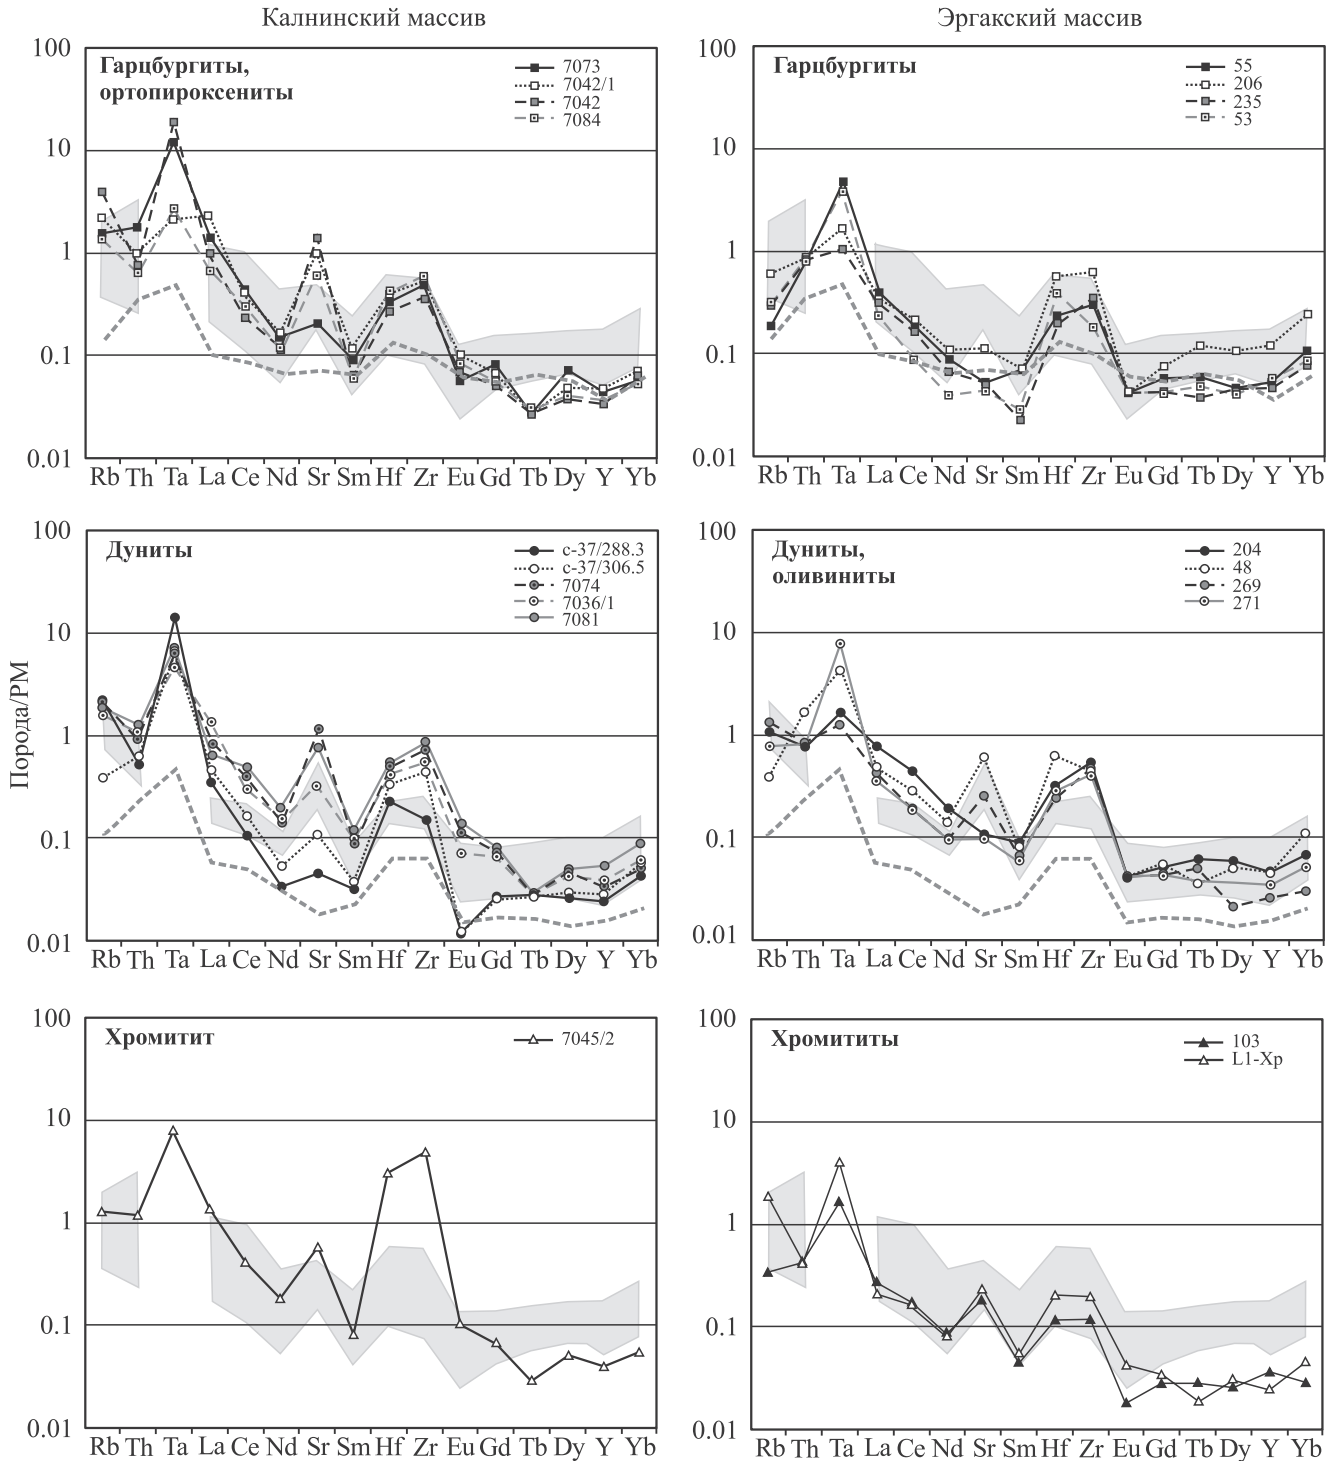 Калнинский массив
Эргакский массив
100
10
1
0.1
0.01
Гарцбургиты,
ортопироксениты
7073
7042/1
7042
7084
Rb Th Ta La Ce Nd Sr Sm Hf Zr Eu Gd Tb Dy Y Yb
100
10
1
0.1
0.01
Гарцбургиты
55
206
235
53
Rb Th Ta La Ce Nd Sr Sm Hf Zr Eu Gd Tb Dy Y Yb
Порода/PM
100
10
1
0.1
0.01
Дуниты
с-37/288.3
с-37/306.5
7074
7036/1
7081
Rb Th Ta La Ce Nd Sr Sm Hf Zr Eu Gd Tb Dy Y Yb
100
10
1
0.1
0.01
Дуниты,
оливиниты
204
48
269
271
Rb Th Ta La Ce Nd Sr Sm Hf Zr Eu Gd Tb Dy Y Yb
100
10
1
0.1
0.01
Хромитит
7045/2
Rb Th Ta La Ce Nd Sr Sm Hf Zr Eu Gd Tb Dy Y Yb
100
10
1
0.1
0.01
Хромититы
103
L1-Хр
Rb Th Ta La Ce Nd Sr Sm Hf Zr Eu Gd Tb Dy Y Yb